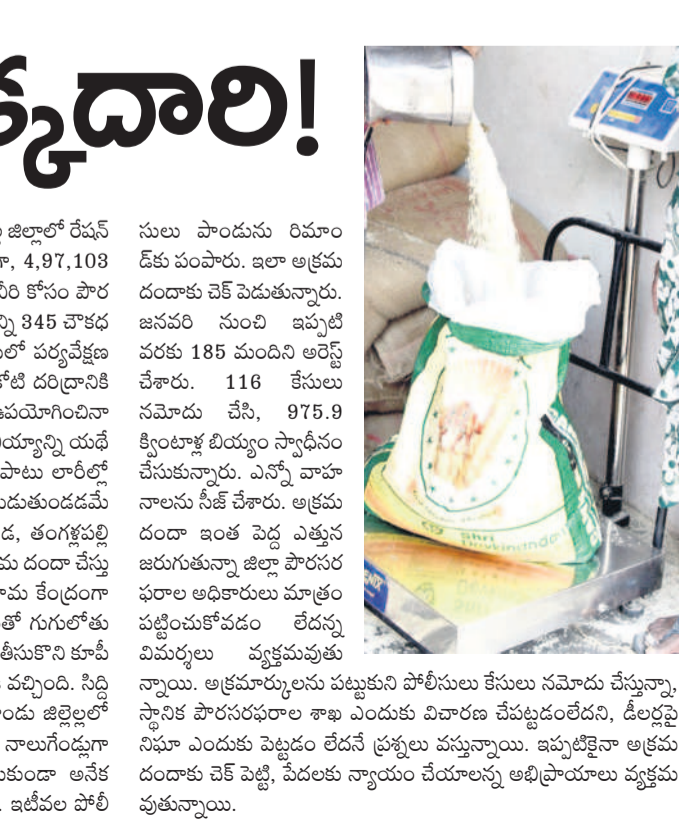 క్కదారి!
జిల్లాలో రేషన్
4,97,103
కోసం పౌర
345 చౌకధ
పర్యవేక్షణ
దరిద్రానికి
యథే
పాటు లారీల్లో
తంగళ్లపల్లి
దందా చేస్తు
కేంద్రంగా
గుగులోతు
తీసుకొని కూపీ
వచ్చింది. సిద్ది
జిల్లెల్లలో
నాలుగేండ్లుగా
అనేక
ఇటీవల పోలీ
సులు పాండును రిమాం
డ్‌కు పంపారు. ఇలా అక్రమ
దందాకు చెక్ పెడుతున్నారు.
జనవరి నుంచి ఇప్పటి
వరకు 185 మందిని అరెస్ట్
చేశారు. 116 కేసులు
నమోదు చేసి, 975.9
క్వింటాళ్ల బియ్యం స్వాధీనం
చేసుకున్నారు. ఎన్నో వాహ
నాలను సీజ్ చేశారు. అక్రమ
దందా ఇంత పెద్ద ఎత్తున
జరుగుతున్నా జిల్లా పౌరసర
ఫరాల అధికారులు మాత్రం
పట్టించుకోవడం లేదన్న
విమర్శలు వ్యక్తమవుతు
న్నాయి. అక్రమార్కులను పట్టుకుని పోలీసులు కేసులు నమోదు చేస్తున్నా,
స్థానిక పౌరసరఫరాల శాఖ ఎందుకు విచారణ చేపట్టడంలేదని, డీలర్లపై
నిఘా ఎందుకు పెట్టడం లేదనే ప్రశ్నలు వస్తున్నాయి. ఇప్పటికైనా అక్రమ
దందాకు చెక్ పెట్టి, పేదలకు న్యాయం చేయాలన్న అభిప్రాయాలు వ్యక్తమ
వుతున్నాయి.
Shri